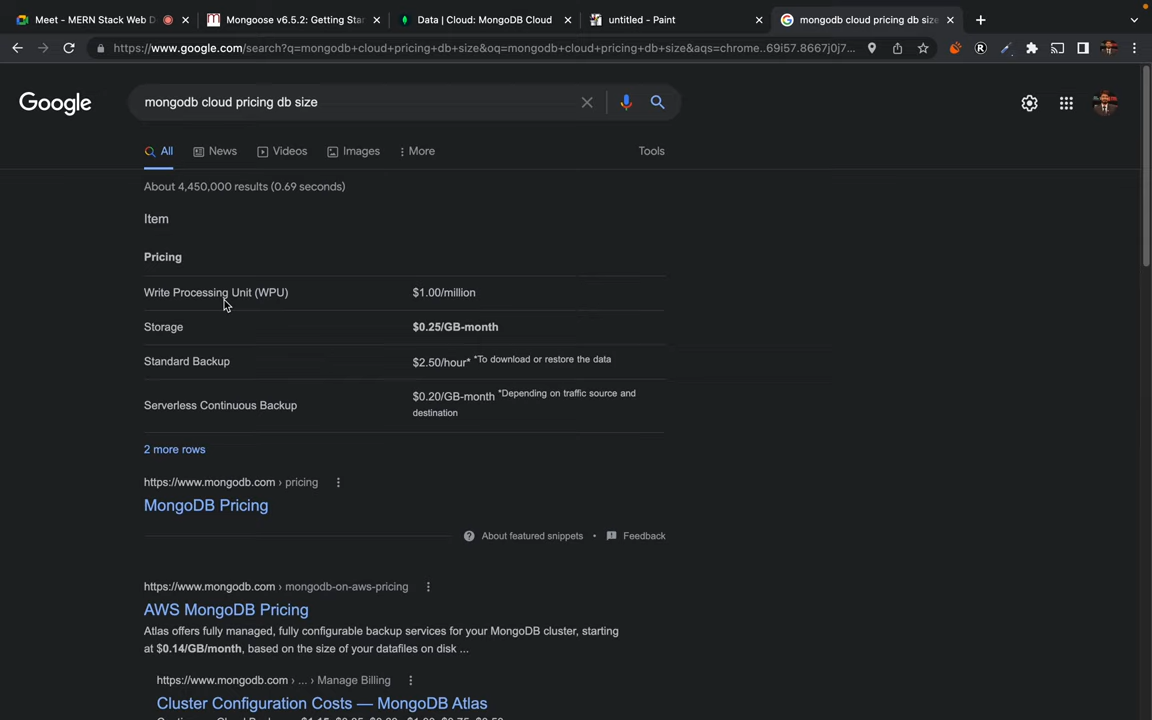 Meet - MERN Stack Web D
Mongoose v6.5.2: Getting Star
Data | Cloud: MongoDB Cloud
untitled - Paint
mongodb cloud pricing db size
https://www.google.com/search?q=mongodb+cloud+pricing+db+size&oq=mongodb+cloud+pricing+db+size&aqs=chrome..69i57.8667j0j7...
Google
mongodb cloud pricing db size
All
News
Videos
Images
More
Tools
About 4,450,000 results (0.69 seconds)
Item
Pricing
Write Processing Unit (WPU) $1.00/million
Storage $0.25/GB-month
Standard Backup $2.50/hour* *To download or restore the data
Serverless Continuous Backup $0.20/GB-month *Depending on traffic source and
destination
2 more rows
https://www.mongodb.com › pricing
MongoDB Pricing
About featured snippets • Feedback
https://www.mongodb.com › mongodb-on-aws-pricing
AWS MongoDB Pricing
Atlas offers fully managed, fully configurable backup services for your MongoDB cluster, starting
at $0.14/GB/month, based on the size of your datafiles on disk ...
https://www.mongodb.com › ... › Manage Billing
Cluster Configuration Costs — MongoDB Atlas